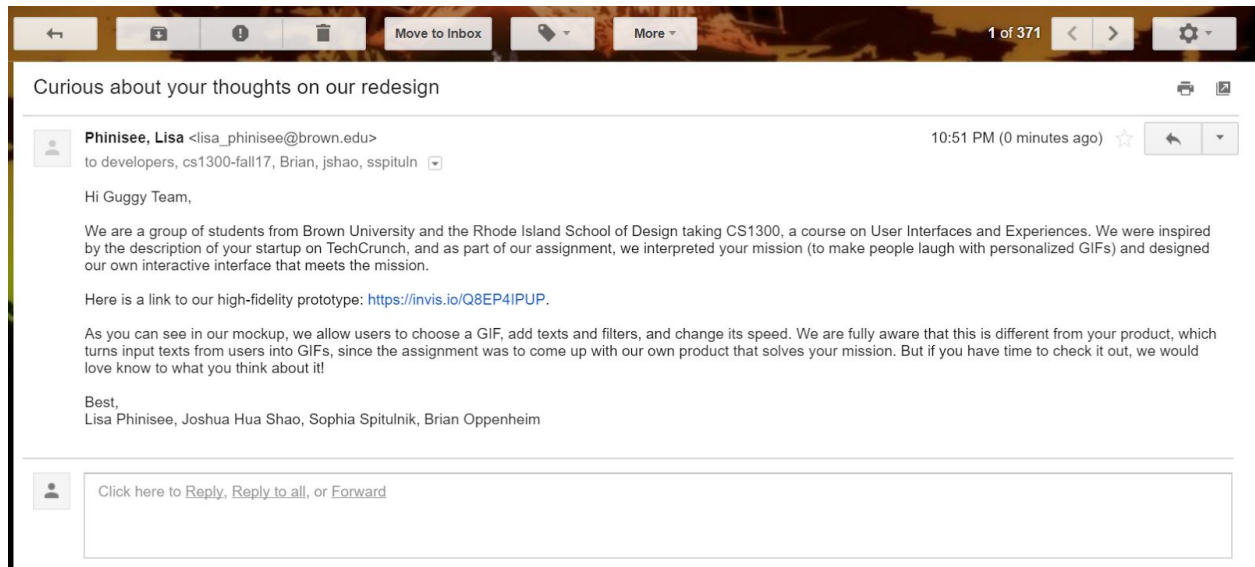 Move to Inbox
More
1 of 371
Curious about your thoughts on our redesign
Phinisee, Lisa <lisa_phinisee@brown.edu>
10:51 PM (0 minutes ago)
to developers, cs1300-fall17, Brian, jshao, sspituln
Hi Guggy Team,
We are a group of students from Brown University and the Rhode Island School of Design taking CS1300, a course on User Interfaces and Experiences. We were inspired
by the description of your startup on TechCrunch, and as part of our assignment, we interpreted your mission (to make people laugh with personalized GIFs) and designed
our own interactive interface that meets the mission.
Here is a link to our high-fidelity prototype: https://invis.io/Q8EP4IPUP.
As you can see in our mockup, we allow users to choose a GIF, add texts and filters, and change its speed. We are fully aware that this is different from your product, which
turns input texts from users into GIFs, since the assignment was to come up with our own product that solves your mission. But if you have time to check it out, we would
love know to what you think about it!
Best,
Lisa Phinisee, Joshua Hua Shao, Sophia Spitulnik, Brian Oppenheim
Click here to Reply, Reply to all, or Forward